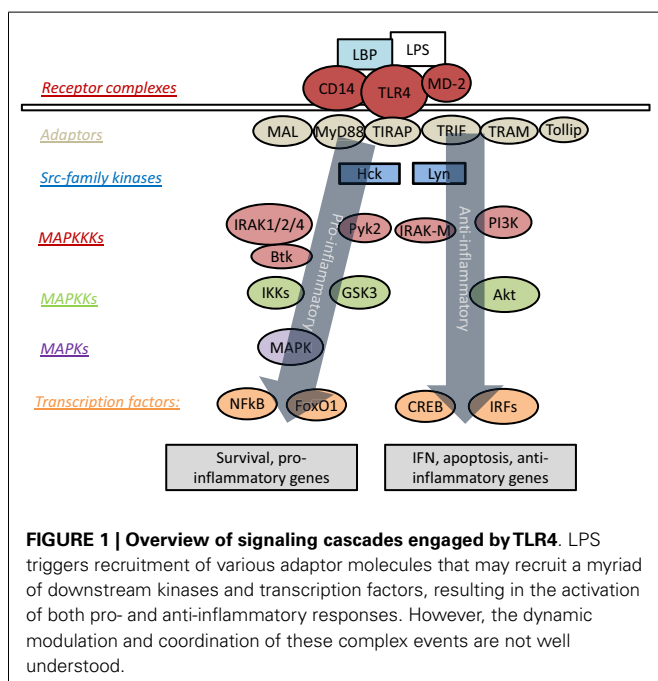 LBP
LPS
Receptor complexes
CD14
TLR4
MD-2
Adaptors
MAL
MyD88
TIRAP
TRIF
TRAM
Tollip
Src-family kinases
Hck
Lyn
MAPKKKs
IRAK1/2/4
Btk
Pyk2
IRAK-M
PI3K
Pro-inflammatory
Anti-inflammatory
MAPKKs
IKKs
GSK3
Akt
MAPKs
MAPK
Transcription factors:
NFkB
FoxO1
CREB
IRFs
Survival, pro-
inflammatory genes
IFN, apoptosis, anti-
inflammatory genes
FIGURE 1 | Overview of signaling cascades engaged by TLR4. LPS
triggers recruitment of various adaptor molecules that may recruit a myriad
of downstream kinases and transcription factors, resulting in the activation
of both pro- and anti-inflammatory responses. However, the dynamic
modulation and coordination of these complex events are not well
understood.